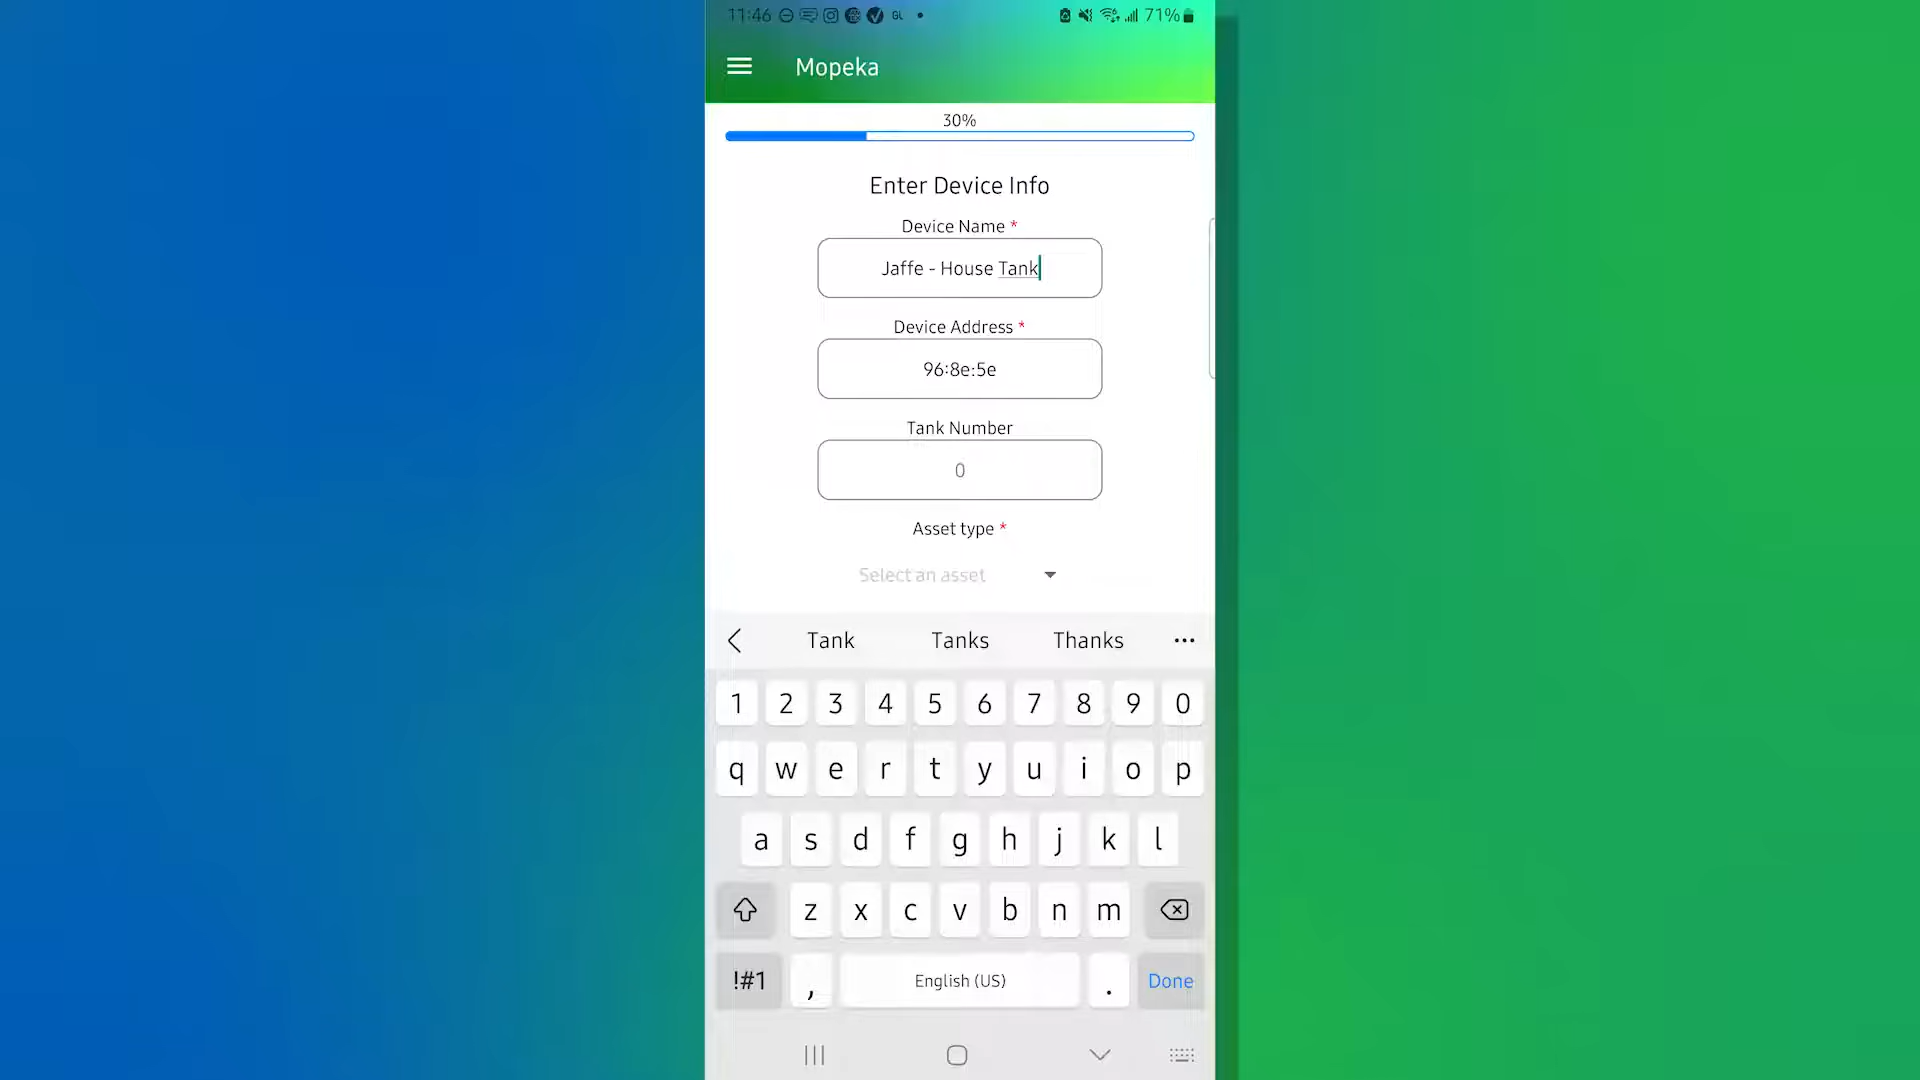 11:46 GL 71%
Mopeka
30%
Enter Device Info
Device Name *
Jaffe - House Tank
Device Address *
96:8e:5e
Tank Number
0
Asset type *
Select an asset
Tank Tanks Thanks
1 2 3 4 5 6 7 8 9 0
q w e r t y u i o p
a s d f g h j k l
z x c v b n m
!#1 , English (US) . Done